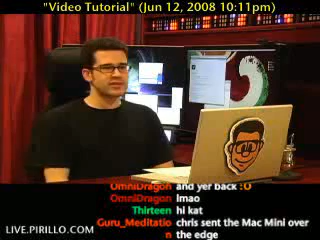 "Video Tutorial" (Jun 12, 2008 10:11pm)
OmniDragon and yer back :O
OmniDragon lmao
Thirteen hi kat
Guru_Meditatio chris sent the Mac Mini over
n the edge
LIVE.PIRILLO.COM